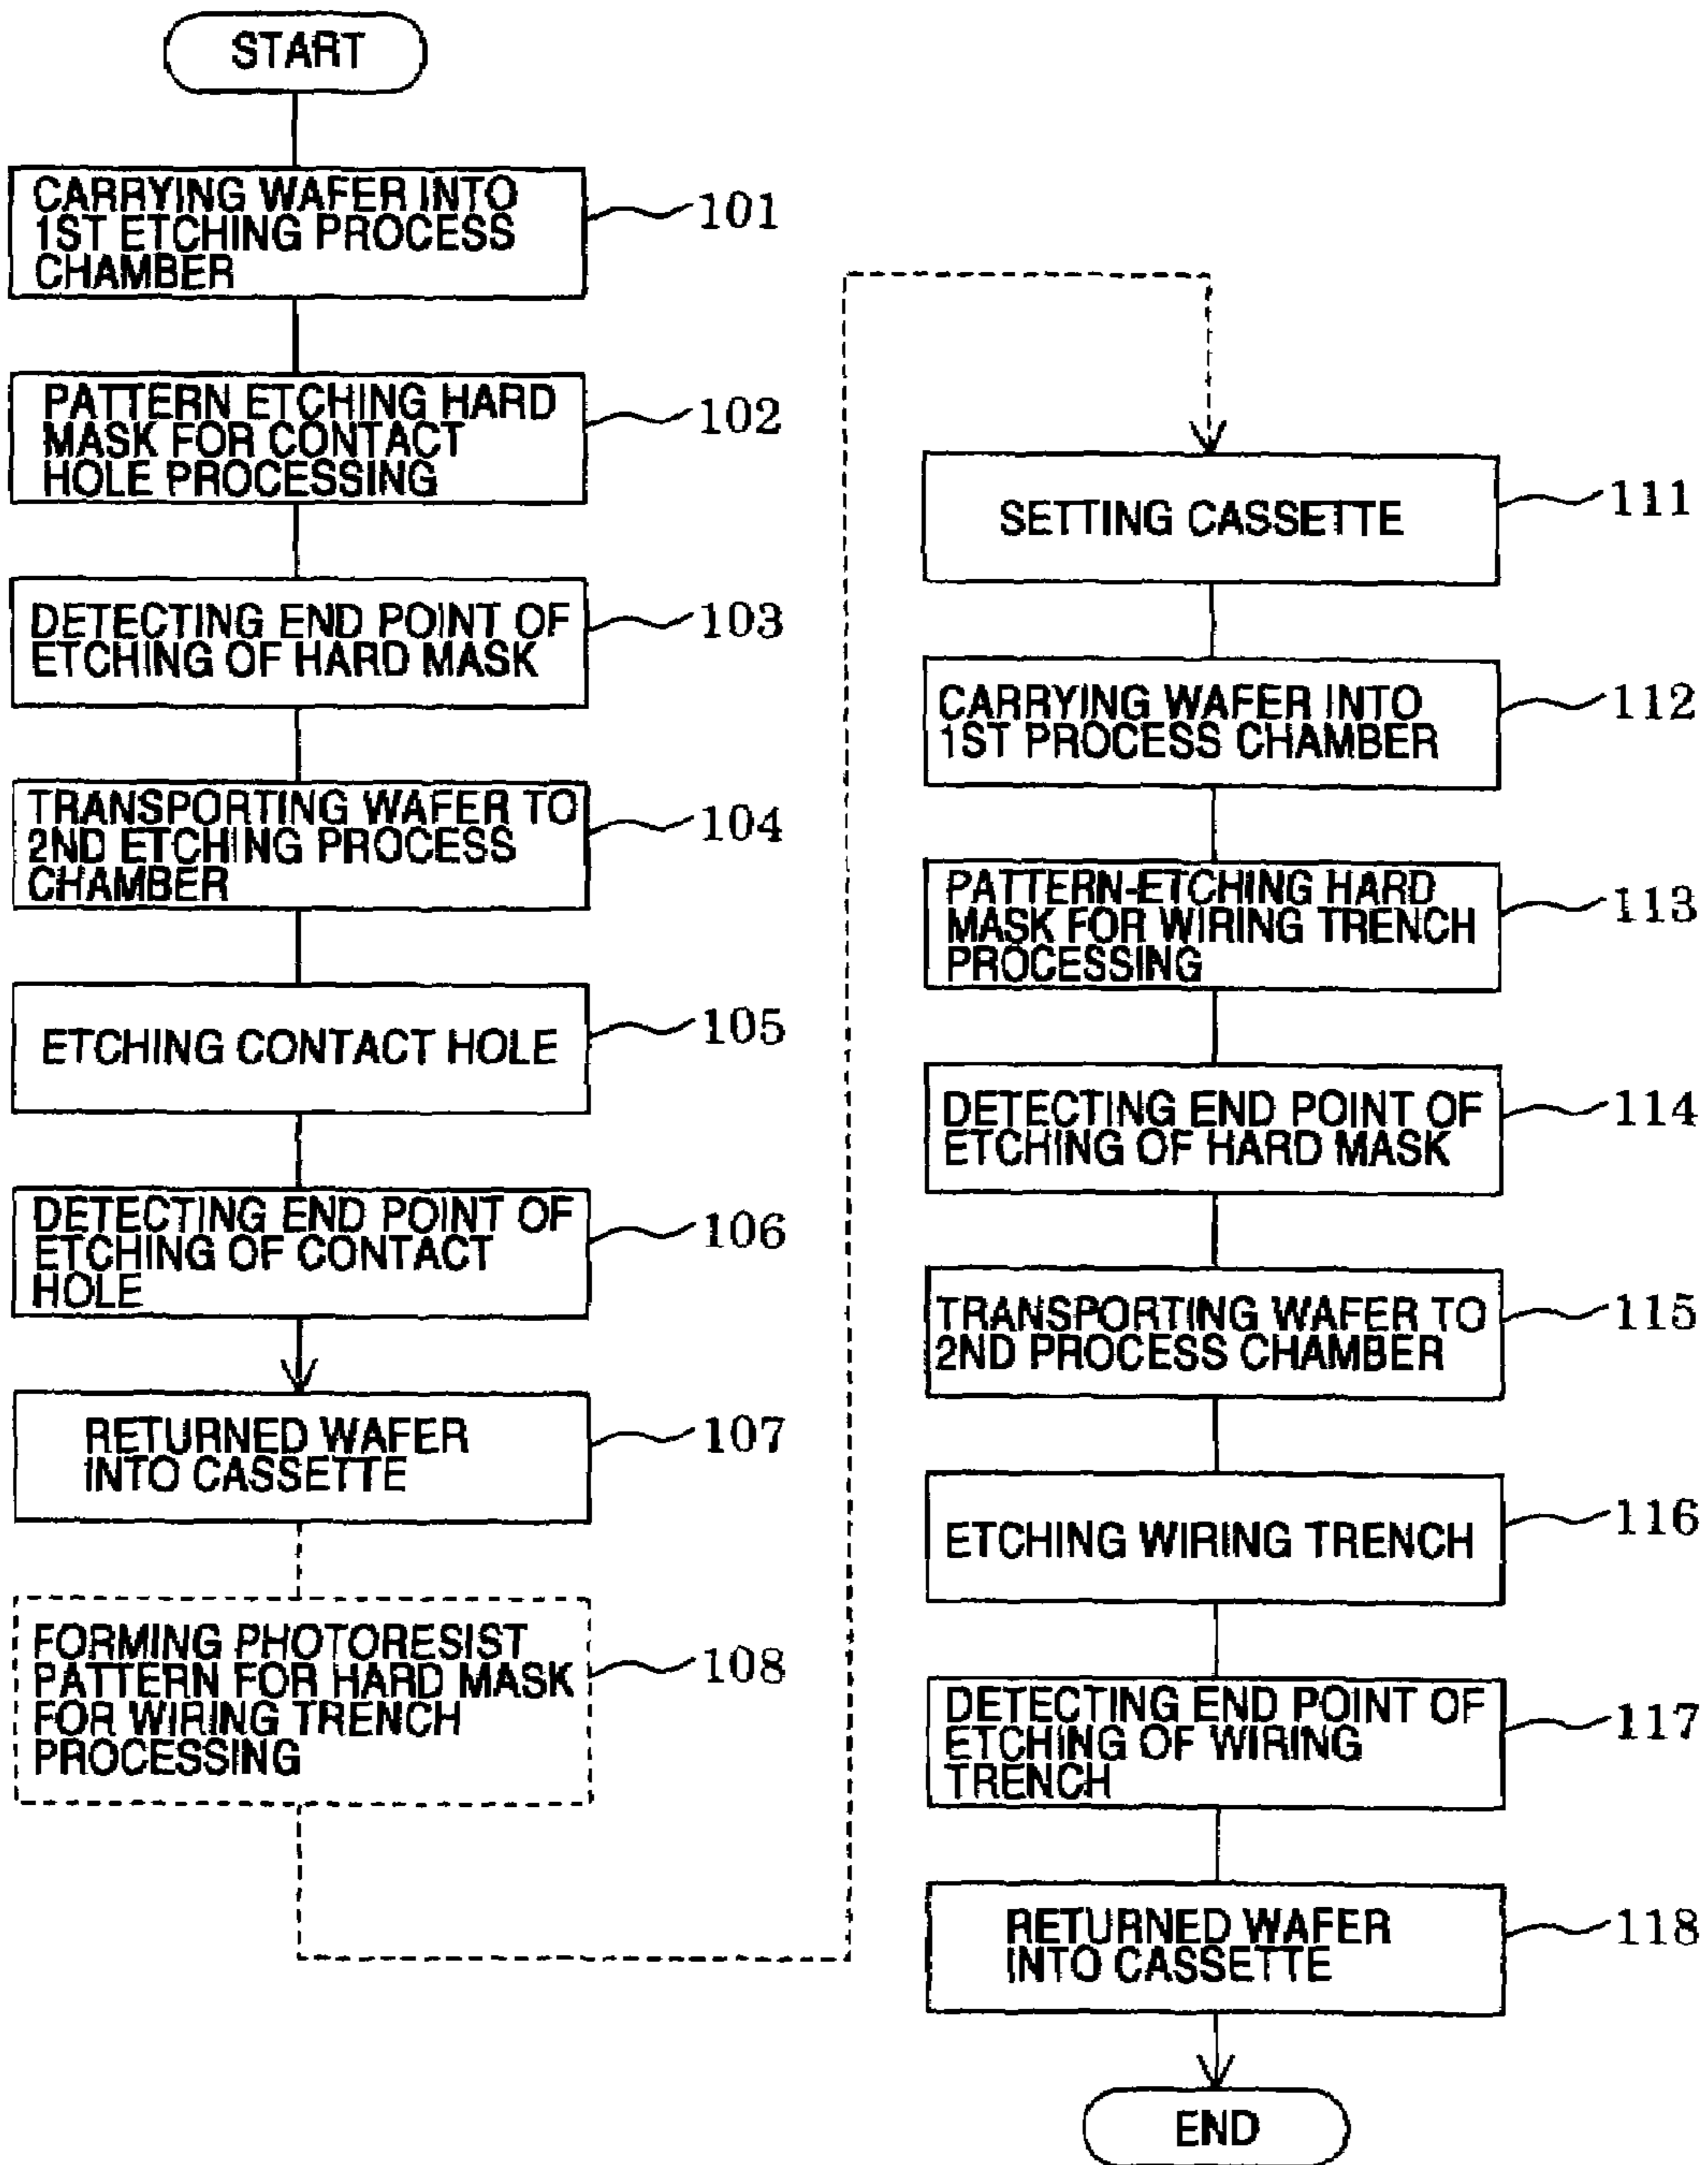 START
CARRYING WAFER INTO
1ST ETCHING PROCESS
CHAMBER
101
PATTERN ETCHING HARD
MASK FOR CONTACT
HOLE PROCESSING
102
DETECTING END POINT OF
ETCHING OF HARD MASK
103
TRANSPORTING WAFER TO
2ND ETCHING PROCESS
CHAMBER
104
ETCHING CONTACT HOLE
105
DETECTING END POINT OF
ETCHING OF CONTACT
HOLE
106
RETURNED WAFER
INTO CASSETTE
107
FORMING PHOTORESIST
PATTERN FOR HARD MASK
FOR WIRING TRENCH
PROCESSING
108
SETTING CASSETTE
111
CARRYING WAFER INTO
1ST PROCESS CHAMBER
112
PATTERN-ETCHING HARD
MASK FOR WIRING TRENCH
PROCESSING
113
DETECTING END POINT OF
ETCHING OF HARD MASK
114
TRANSPORTING WAFER TO
2ND PROCESS CHAMBER
115
ETCHING WIRING TRENCH
116
DETECTING END POINT OF
ETCHING OF WIRING
TRENCH
117
RETURNED WAFER
INTO CASSETTE
118
END